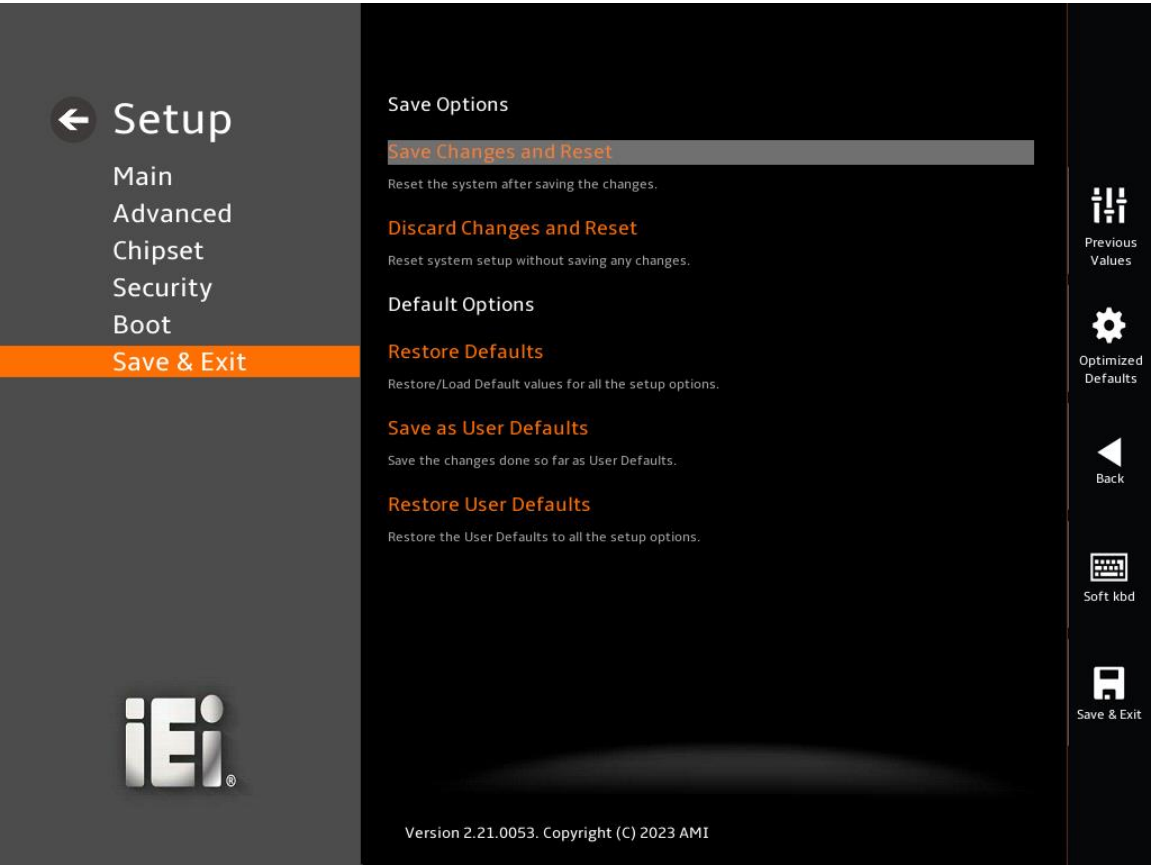 Setup
Main
Advanced
Chipset
Security
Boot
Save & Exit
iEi®
Save Options
Save Changes and Reset
Reset the system after saving the changes.
Discard Changes and Reset
Reset system setup without saving any changes.
Default Options
Restore Defaults
Restore/Load Default values for all the setup options.
Save as User Defaults
Save the changes done so far as User Defaults.
Restore User Defaults
Restore the User Defaults to all the setup options.
Version 2.21.0053. Copyright (C) 2023 AMI
Previous
Values
Optimized
Defaults
Back
Soft kbd
Save & Exit